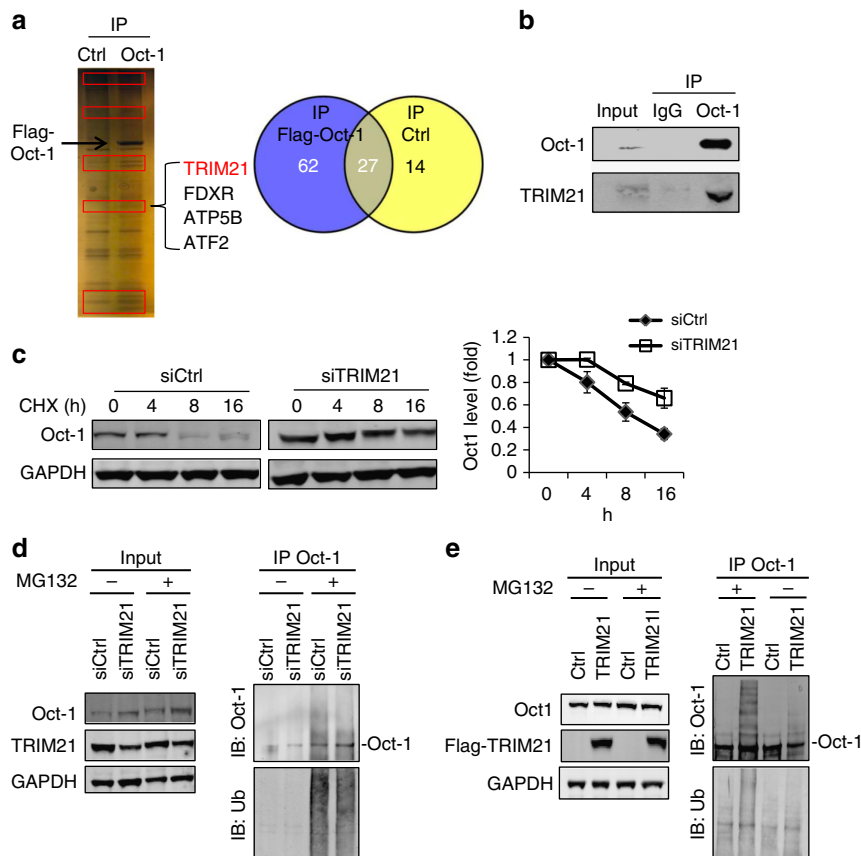 a
IP
Ctrl Oct-1
Flag-
Oct-1
TRIM21
FDXR
ATP5B
ATF2
IP
Flag-Oct-1
IP
Ctrl
62 27 14
b
IP
Input IgG Oct-1
Oct-1
TRIM21
c
siCtrl siTRIM21
CHX (h) 0 4 8 16 0 4 8 16
Oct-1
GAPDH
siCtrl
siTRIM21
Oct1 level (fold)
1.2
1
0.8
0.6
0.4
0.2
0
0 4 8 16
h
d
Input IP Oct-1
MG132 – + – +
siCtrl siTRIM21 siCtrl siTRIM21 siCtrl siTRIM21 siCtrl siTRIM21
Oct-1
TRIM21
GAPDH
IB: Oct-1
-Oct-1
IB: Ub
e
Input IP Oct-1
MG132 – + + –
Ctrl TRIM21 Ctrl TRIM21I Ctrl TRIM21 Ctrl TRIM21
Oct1
Flag-TRIM21
GAPDH
IB: Oct-1
-Oct-1
IB: Ub